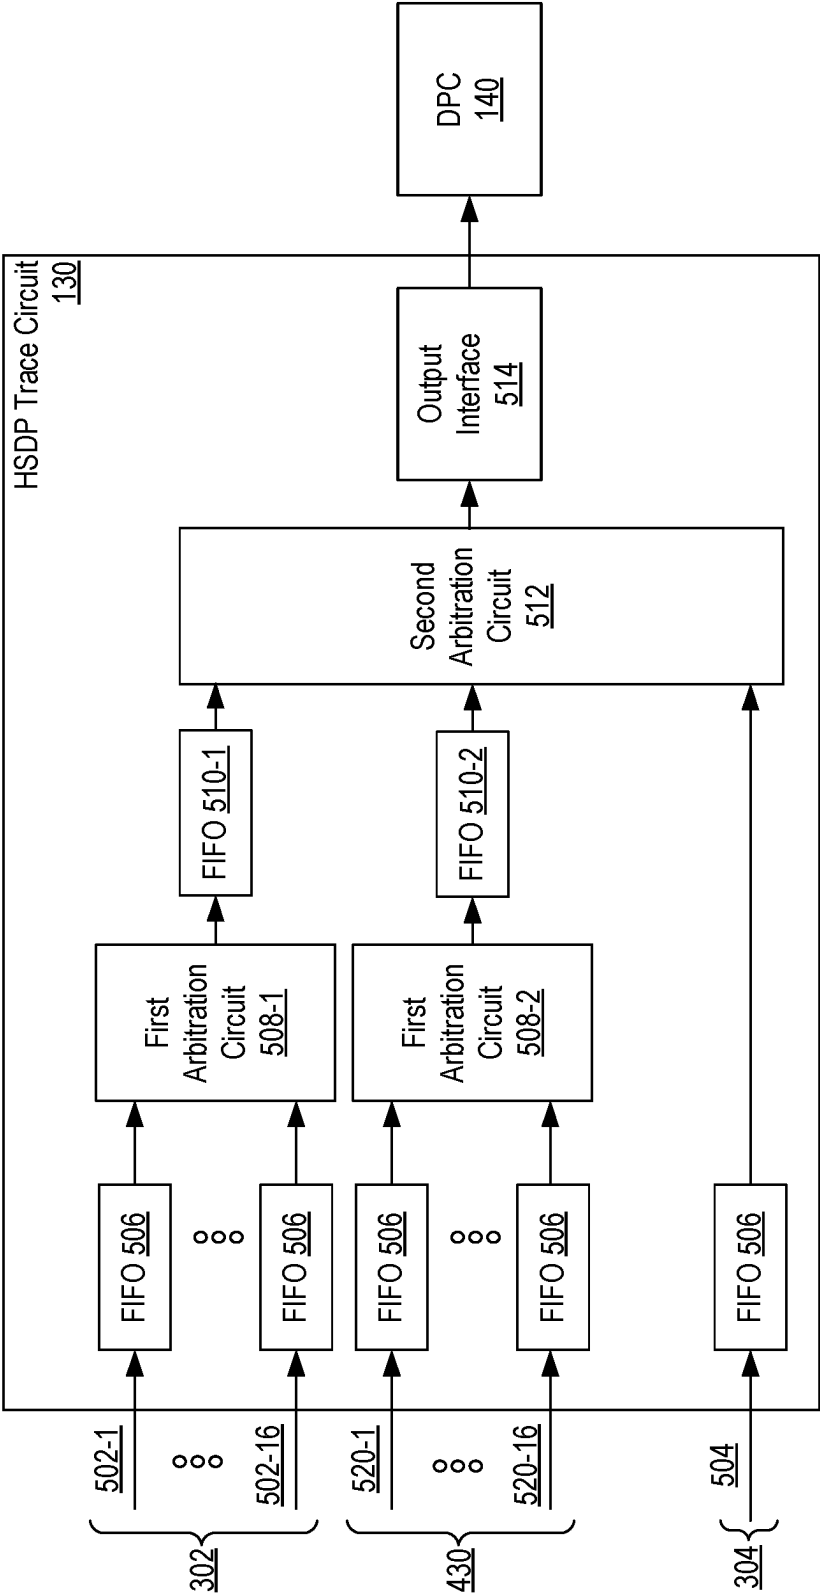 HSDP Trace Circuit
130
302
502-1
502-16
FIFO 506
FIFO 506
First
Arbitration
Circuit
508-1
FIFO 510-1
430
520-1
520-16
FIFO 506
FIFO 506
First
Arbitration
Circuit
508-2
FIFO 510-2
304
504
FIFO 506
Second
Arbitration
Circuit
512
Output
Interface
514
DPC
140